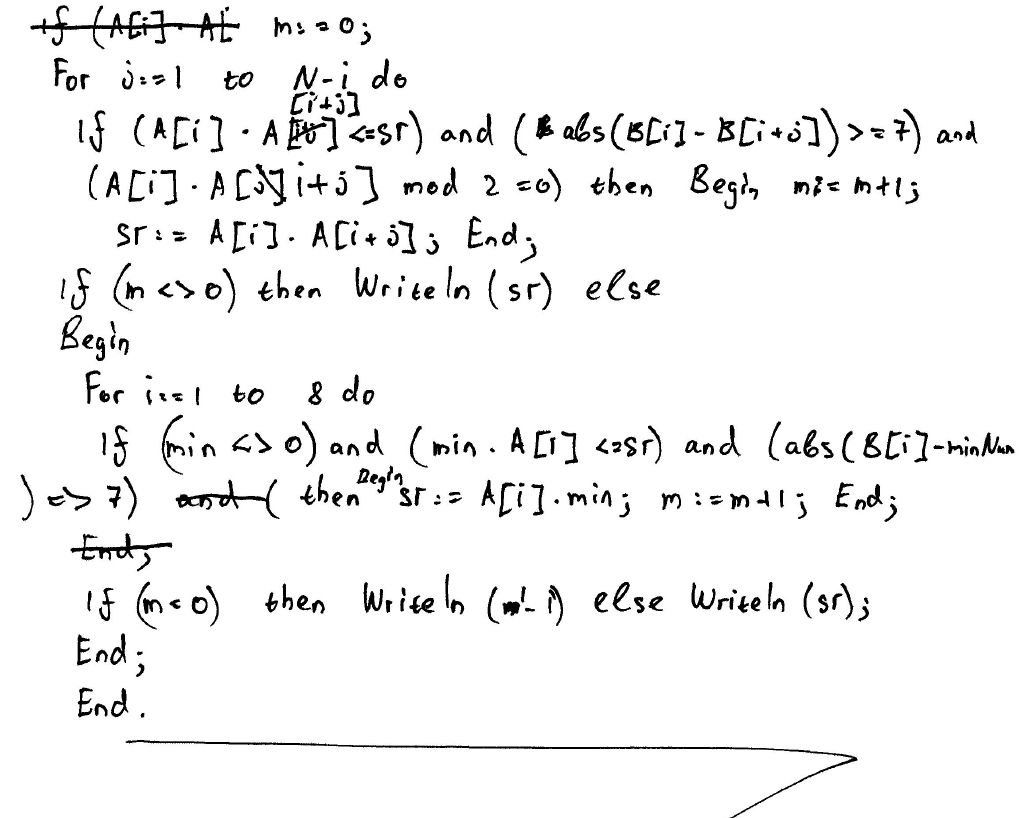 m:=0;
For j:=1 to N-i do
If (A[i] · A[i+j] <=sr) and (abs(B[i]-B[i+j])>=7) and
(A[i] · A[i+j] mod 2 =0) then Begin m:= m+1;
sr:= A[i] · A[i+j]; End;
If (m <> 0) then Writeln (sr) else
Begin
For i:=1 to 8 do
If (min <> 0) and (min · A[i] <=sr) and (abs(B[i]-minNum
) => 7) then Begin sr:= A[i] · min; m:=m+1; End;
If (m=0) then Writeln ('-1') else Writeln (sr);
End;
End.